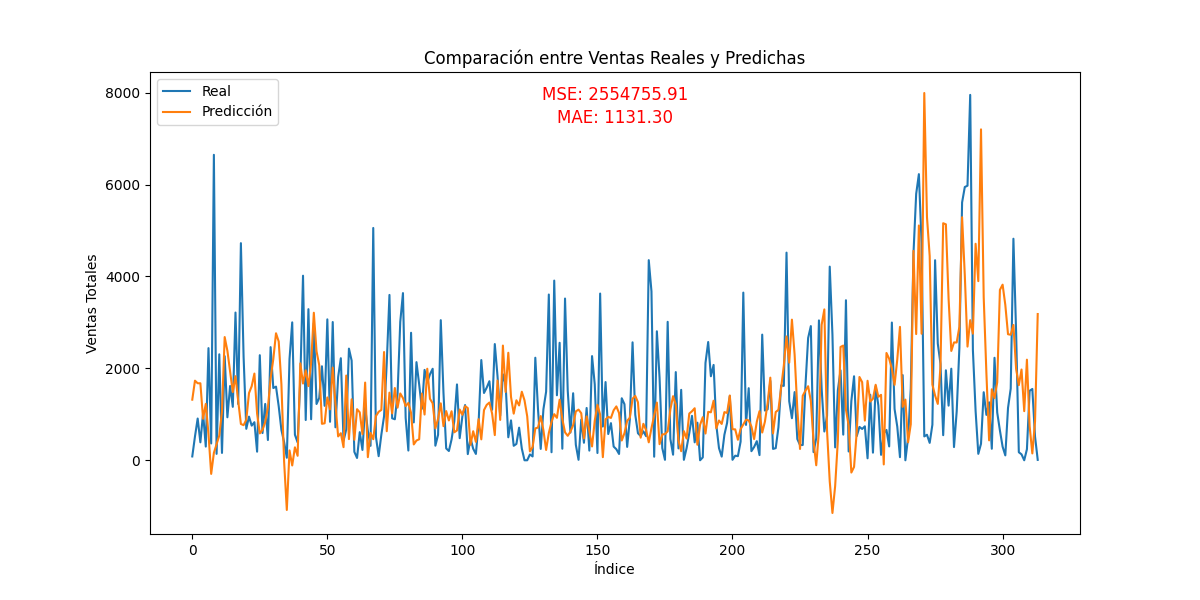 Comparación entre Ventas Reales y Predichas
Real
Predicción
MSE: 2554755.91
MAE: 1131.30
8000
6000
4000
2000
0
Ventas Totales
0 50 100 150 200 250 300
Índice